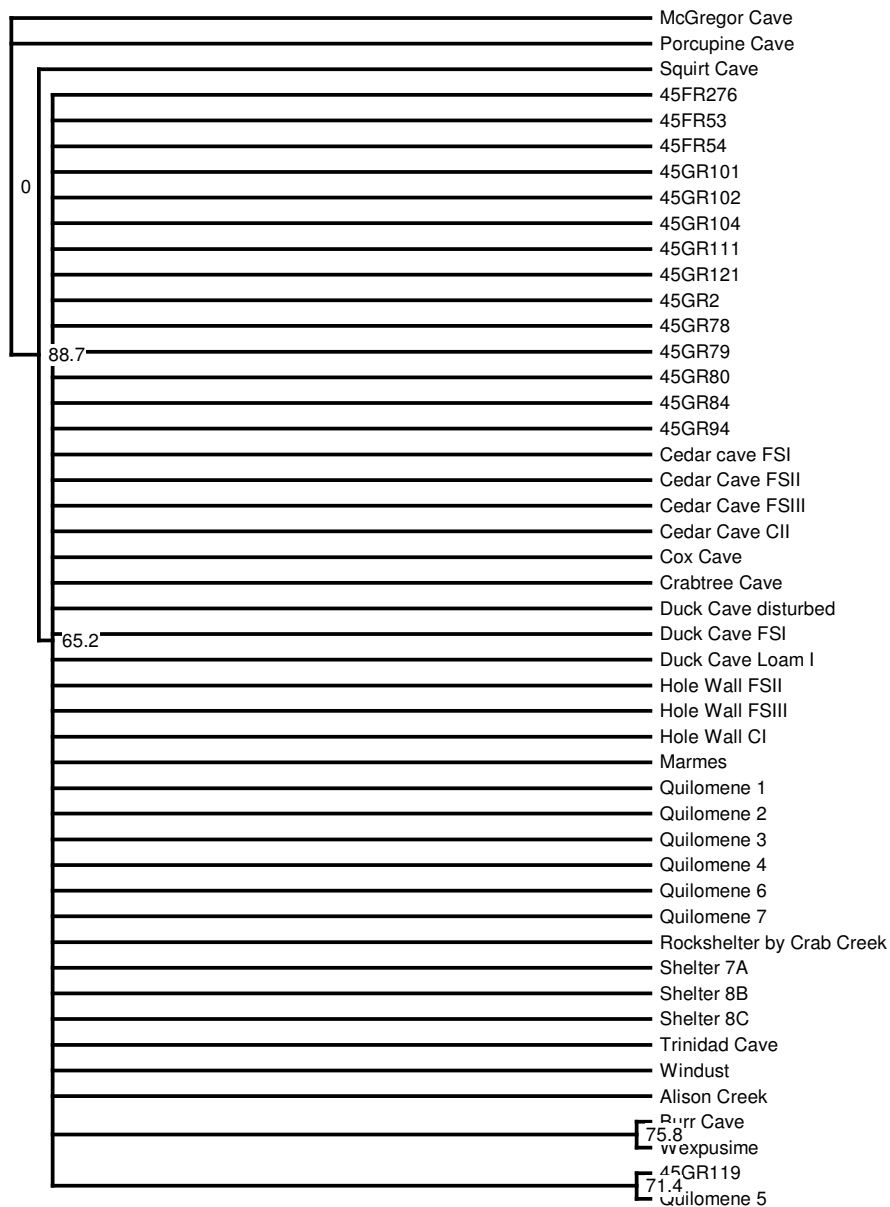 McGregor Cave
Porcupine Cave
Squirt Cave
45FR276
45FR53
45FR54
45GR101
0
45GR102
45GR104
45GR111
45GR121
45GR2
45GR78
88.7
45GR79
45GR80
45GR84
45GR94
Cedar cave FSI
Cedar Cave FSII
Cedar Cave FSIII
Cedar Cave CII
Cox Cave
Crabtree Cave
Duck Cave disturbed
65.2
Duck Cave FSI
Duck Cave Loam I
Hole Wall FSII
Hole Wall FSIII
Hole Wall CI
Marmes
Quilomene 1
Quilomene 2
Quilomene 3
Quilomene 4
Quilomene 6
Quilomene 7
Rockshelter by Crab Creek
Shelter 7A
Shelter 8B
Shelter 8C
Trinidad Cave
Windust
Alison Creek
Burr Cave
75.8
Wexpusime
45GR119
71.4
Quilomene 5